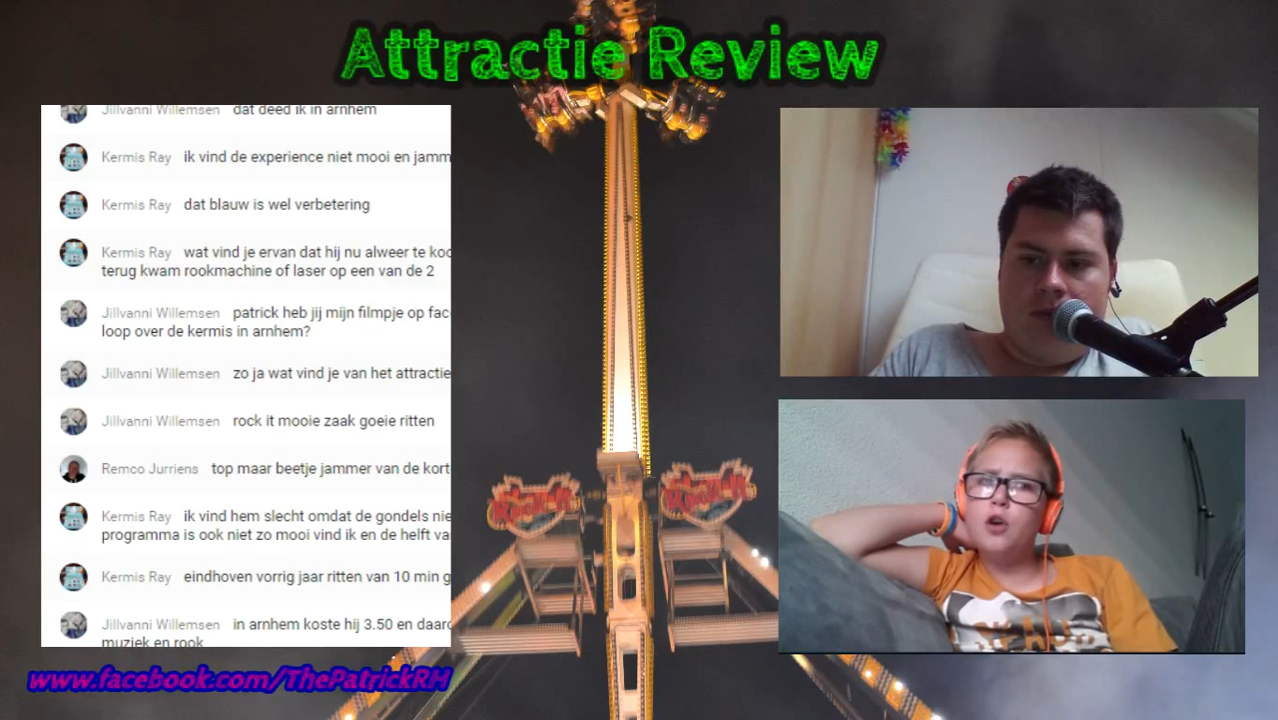 Attractie Review
Jillvanni Willemsen dat deed ik in arnhem
Kermis Ray ik vind de experience niet mooi en jamm
Kermis Ray dat blauw is wel verbetering
Kermis Ray wat vind je ervan dat hij nu alweer te koo
terug kwam rookmachine of laser op een van de 2
Jillvanni Willemsen patrick heb jij mijn filmpje op fac
loop over de kermis in arnhem?
Jillvanni Willemsen zo ja wat vind je van het attractie
Jillvanni Willemsen rock it mooie zaak goeie ritten
Remco Jurriens top maar beetje jammer van de kort
Kermis Ray ik vind hem slecht omdat de gondels nie
programma is ook niet zo mooi vind ik en de helft va
Kermis Ray eindhoven vorrig jaar ritten van 10 min g
Jillvanni Willemsen in arnhem koste hij 3.50 en daarc
muziek en rook
www.facebook.com/ThePatrickRH